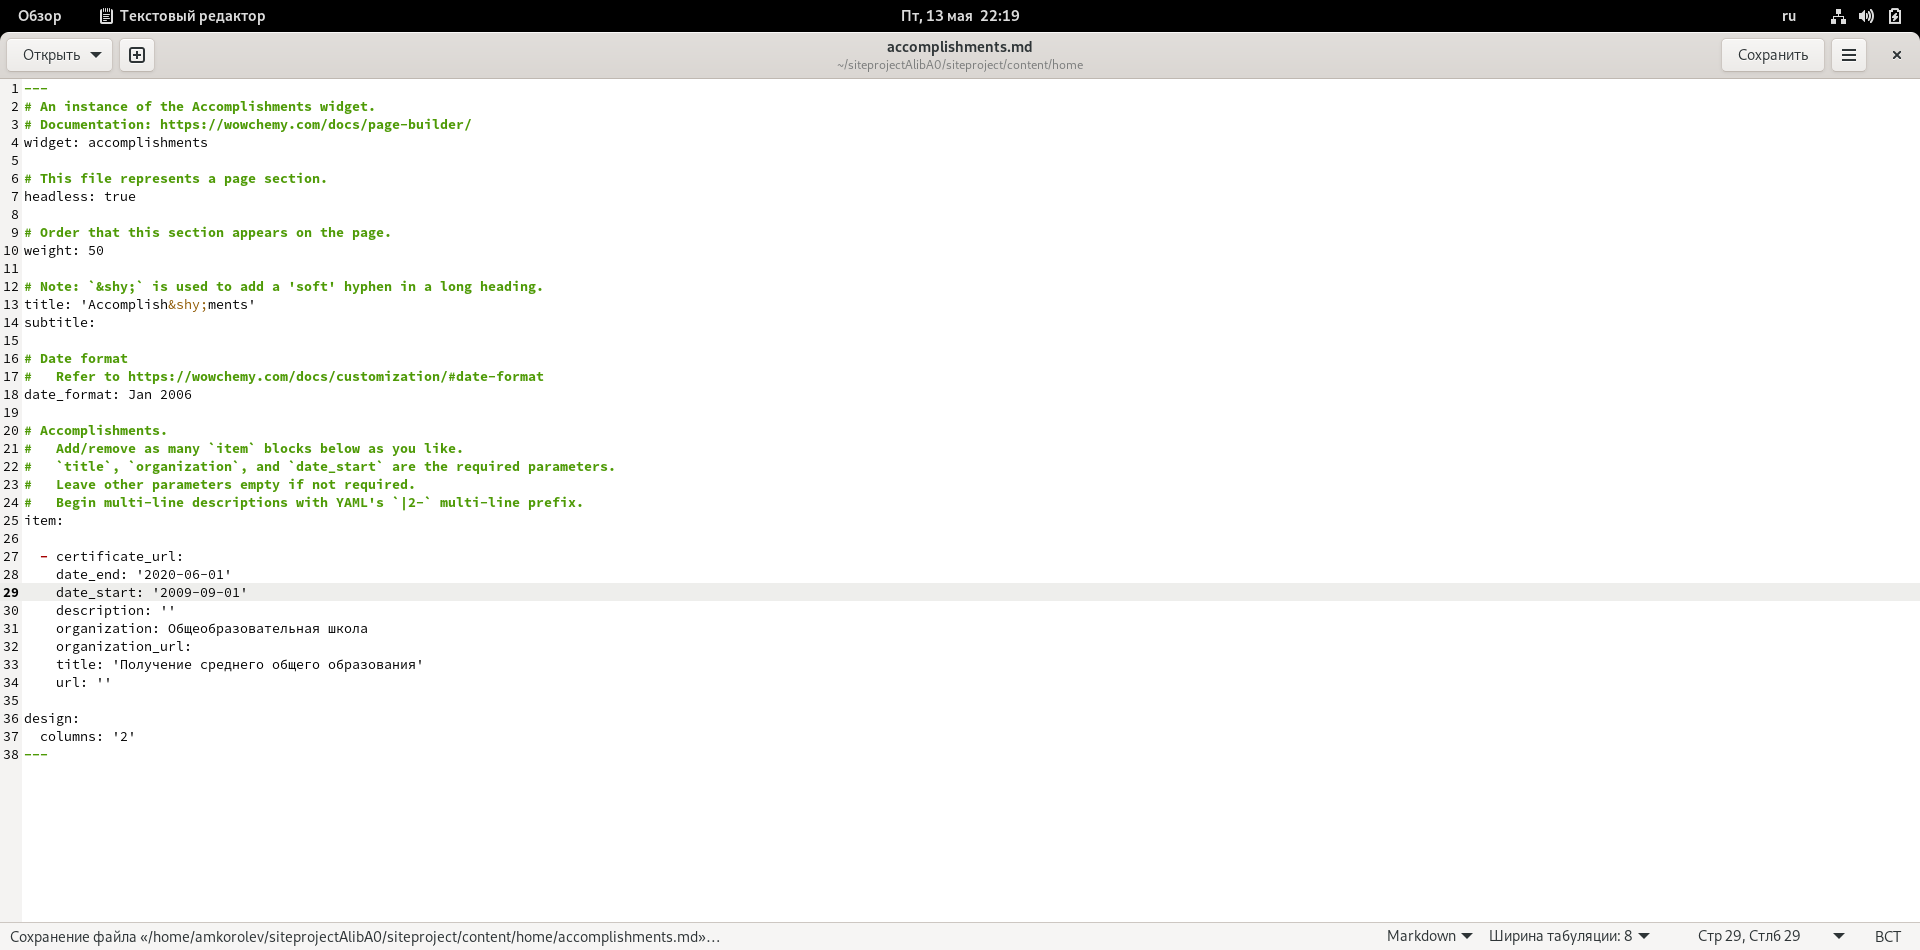 Обзор Текстовый редактор Пт, 13 мая 22:19 ru
Открыть accomplishments.md Сохранить
~/siteprojectAlibA0/siteproject/content/home
1 ---
2 # An instance of the Accomplishments widget.
3 # Documentation: https://wowchemy.com/docs/page-builder/
4 widget: accomplishments
5
6 # This file represents a page section.
7 headless: true
8
9 # Order that this section appears on the page.
10 weight: 50
11
12 # Note: `&shy;` is used to add a 'soft' hyphen in a long heading.
13 title: 'Accomplish&shy;ments'
14 subtitle:
15
16 # Date format
17 #   Refer to https://wowchemy.com/docs/customization/#date-format
18 date_format: Jan 2006
19
20 # Accomplishments.
21 #   Add/remove as many `item` blocks below as you like.
22 #   `title`, `organization`, and `date_start` are the required parameters.
23 #   Leave other parameters empty if not required.
24 #   Begin multi-line descriptions with YAML's `|2-` multi-line prefix.
25 item:
26
27   - certificate_url:
28     date_end: '2020-06-01'
29     date_start: '2009-09-01'
30     description: ''
31     organization: Общеобразовательная школа
32     organization_url:
33     title: 'Получение среднего общего образования'
34     url: ''
35
36 design:
37   columns: '2'
38 ---
Сохранение файла «/home/amkorolev/siteprojectAlibA0/siteproject/content/home/accomplishments.md»… Markdown Ширина табуляции: 8 Стр 29, Стлб 29 ВСТ